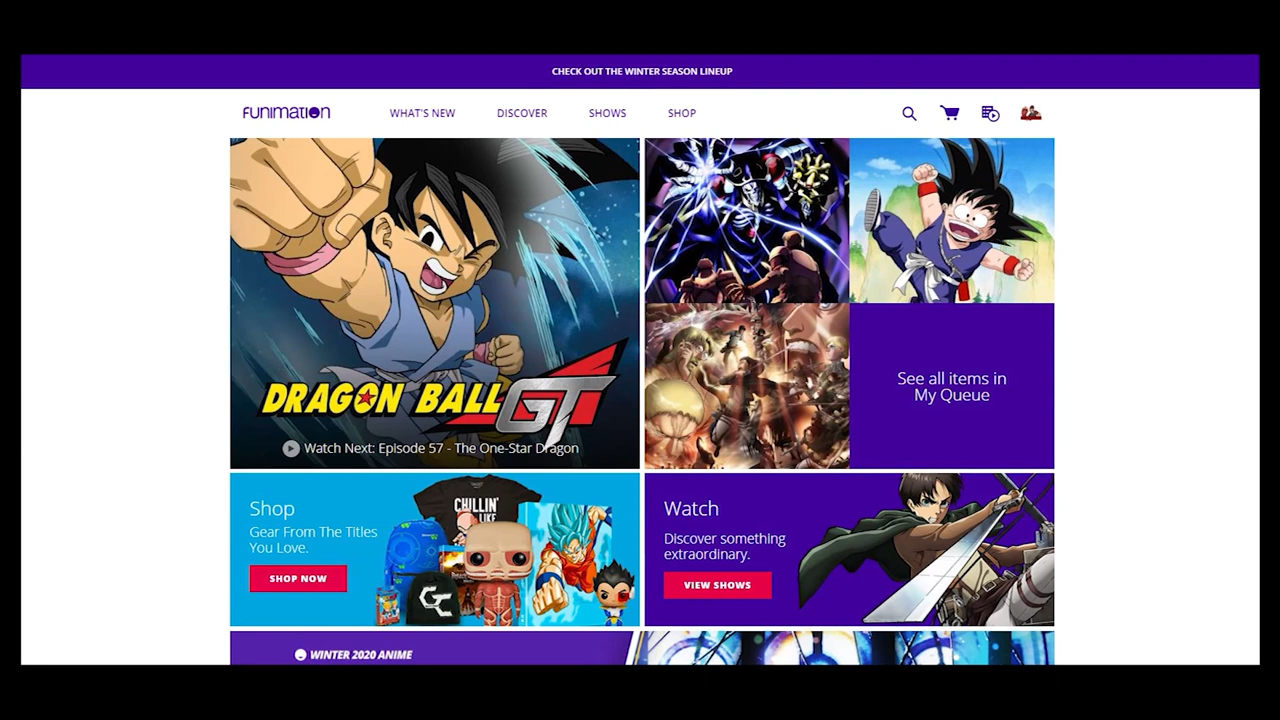 CHECK OUT THE WINTER SEASON LINEUP
FUNIMATION
WHAT'S NEW
DISCOVER
SHOWS
SHOP
DRAGON BALL GT
Watch Next: Episode 57 - The One-Star Dragon
See all items in
My Queue
Shop
Gear From The Titles
You Love.
SHOP NOW
CHILLIN'
LIKE
Watch
Discover something
extraordinary.
VIEW SHOWS
WINTER 2020 ANIME